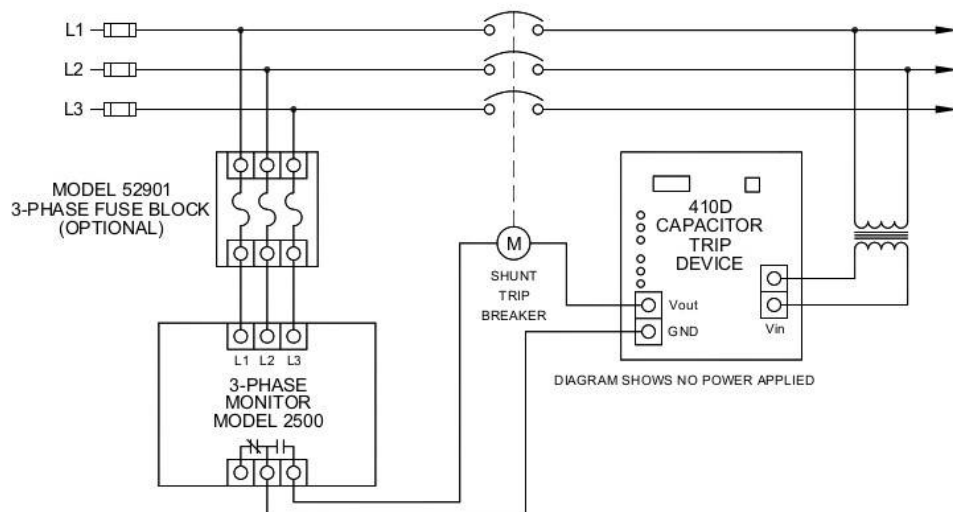 L1
L2
L3
MODEL 52901
3-PHASE FUSE BLOCK
(OPTIONAL)
M
SHUNT
TRIP
BREAKER
410D
CAPACITOR
TRIP
DEVICE
Vout
GND
Vin
DIAGRAM SHOWS NO POWER APPLIED
L1 L2 L3
3-PHASE
MONITOR
MODEL 2500